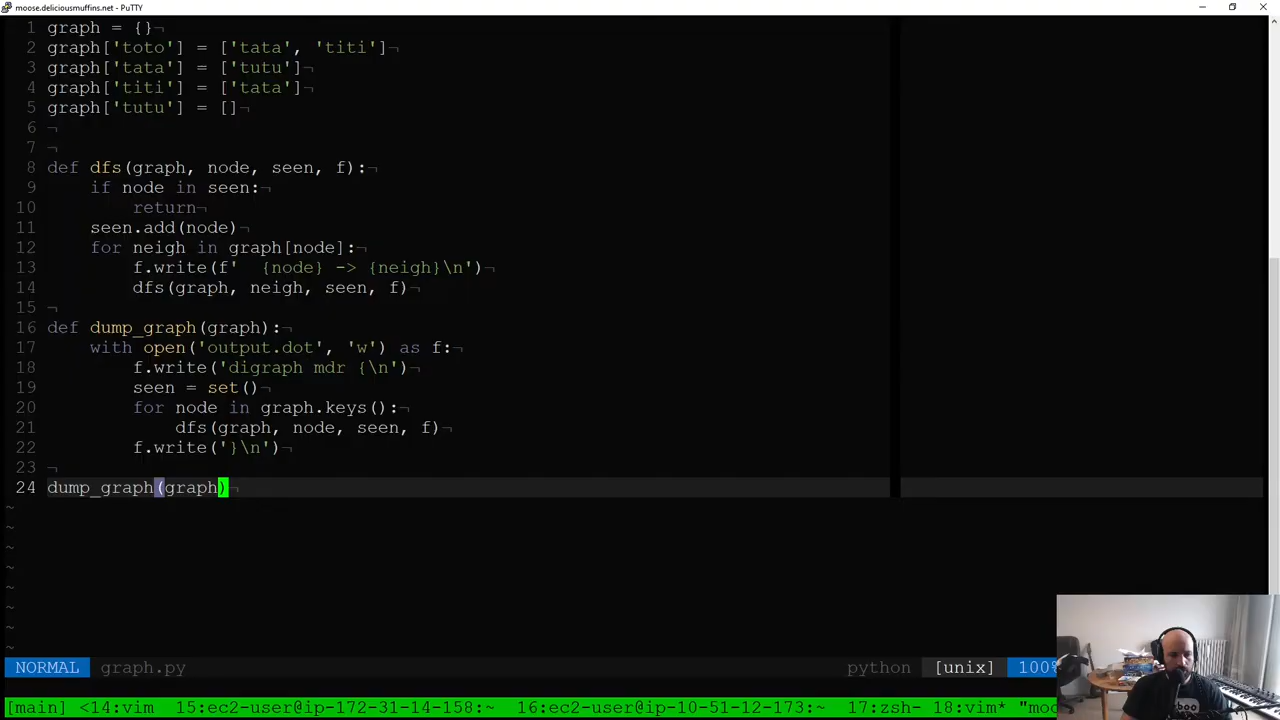 moose.deliciousmuffins.net - PuTTY
1 graph = {}¬
2 graph['toto'] = ['tata', 'titi']¬
3 graph['tata'] = ['tutu']¬
4 graph['titi'] = ['tata']¬
5 graph['tutu'] = []¬
6 ¬
7 ¬
8 def dfs(graph, node, seen, f):¬
9     if node in seen:¬
10         return¬
11     seen.add(node)¬
12     for neigh in graph[node]:¬
13         f.write(f'  {node} -> {neigh}\n')¬
14         dfs(graph, neigh, seen, f)¬
15 ¬
16 def dump_graph(graph):¬
17     with open('output.dot', 'w') as f:¬
18         f.write('digraph mdr {\n')¬
19         seen = set()¬
20         for node in graph.keys():¬
21             dfs(graph, node, seen, f)¬
22         f.write('}\n')¬
23 ¬
24 dump_graph(graph)¬
~
~
~
~
~
~
~
~
NORMAL graph.py python [unix] 100%
[main] <14:vim 15:ec2-user@ip-172-31-14-158:~ 16:ec2-user@ip-10-51-12-173:~ 17:zsh- 18:vim* "moo